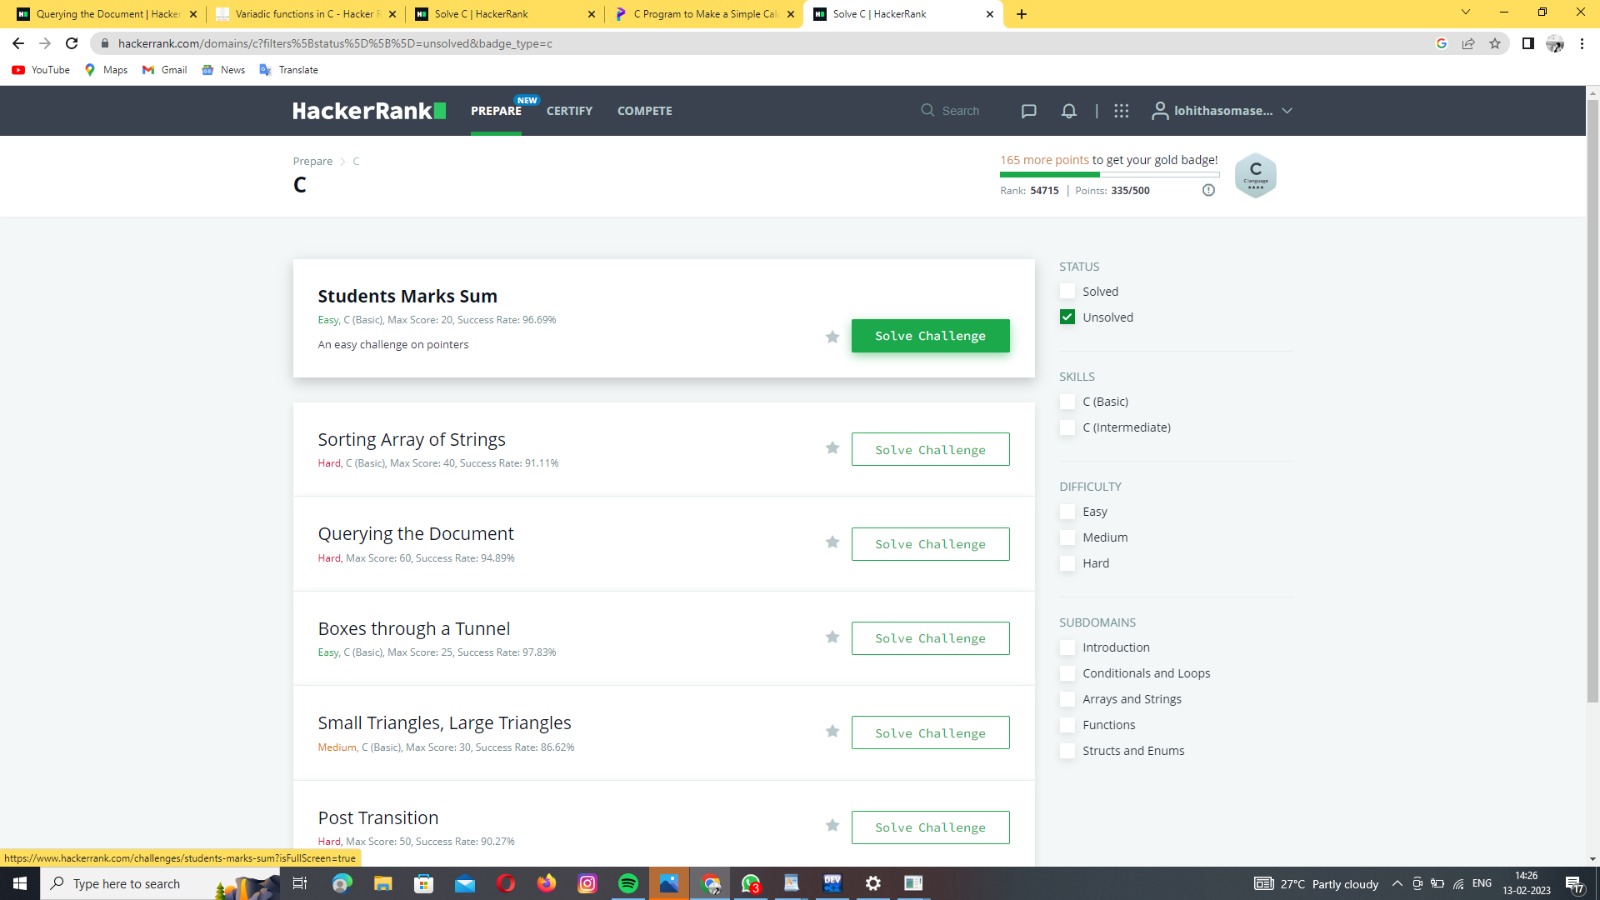 Querying the Document | Hacker
Variadic functions in C - Hacker R
Solve C | HackerRank
C Program to Make a Simple Calc
Solve C | HackerRank
hackerrank.com/domains/c?filters%5Bstatus%5D%5B%5D=unsolved&badge_type=c
YouTube
Maps
Gmail
News
Translate
HackerRank
PREPARE
NEW
CERTIFY
COMPETE
Search
lohithasomase...
Prepare > C
C
165 more points to get your gold badge!
Rank: 54715 | Points: 335/500
C
C language
Students Marks Sum
Easy, C (Basic), Max Score: 20, Success Rate: 96.69%
An easy challenge on pointers
Solve Challenge
Sorting Array of Strings
Hard, C (Basic), Max Score: 40, Success Rate: 91.11%
Solve Challenge
Querying the Document
Hard, Max Score: 60, Success Rate: 94.89%
Solve Challenge
Boxes through a Tunnel
Easy, C (Basic), Max Score: 25, Success Rate: 97.83%
Solve Challenge
Small Triangles, Large Triangles
Medium, C (Basic), Max Score: 30, Success Rate: 86.62%
Solve Challenge
Post Transition
Hard, Max Score: 50, Success Rate: 90.27%
Solve Challenge
STATUS
Solved
Unsolved
SKILLS
C (Basic)
C (Intermediate)
DIFFICULTY
Easy
Medium
Hard
SUBDOMAINS
Introduction
Conditionals and Loops
Arrays and Strings
Functions
Structs and Enums
https://www.hackerrank.com/challenges/students-marks-sum?isFullScreen=true
Type here to search
3
DEV
27°C Partly cloudy
ENG
14:26
13-02-2023
17